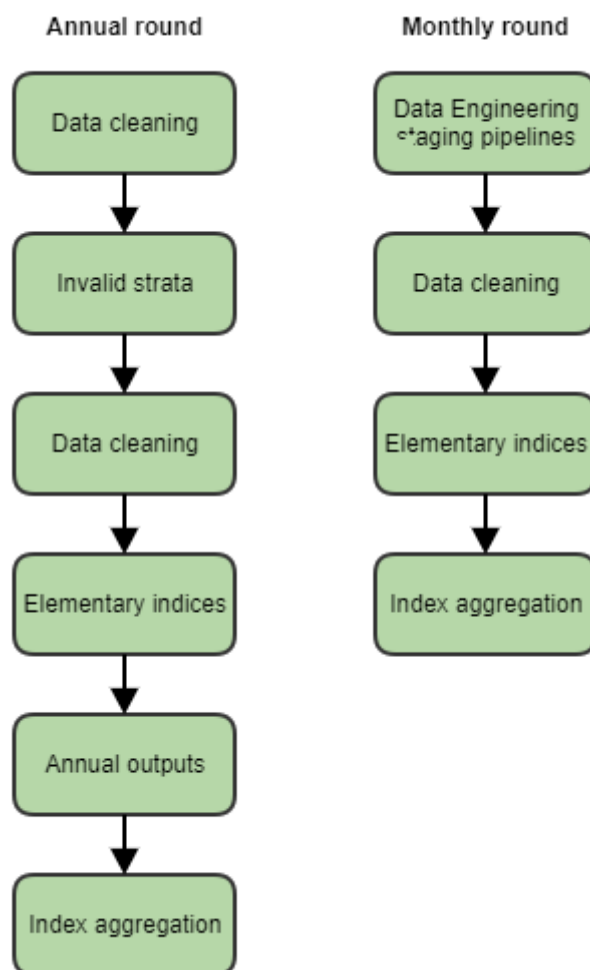 Annual round
Data cleaning
Invalid strata
Data cleaning
Elementary indices
Annual outputs
Index aggregation
Monthly round
Data Engineering
staging pipelines
Data cleaning
Elementary indices
Index aggregation